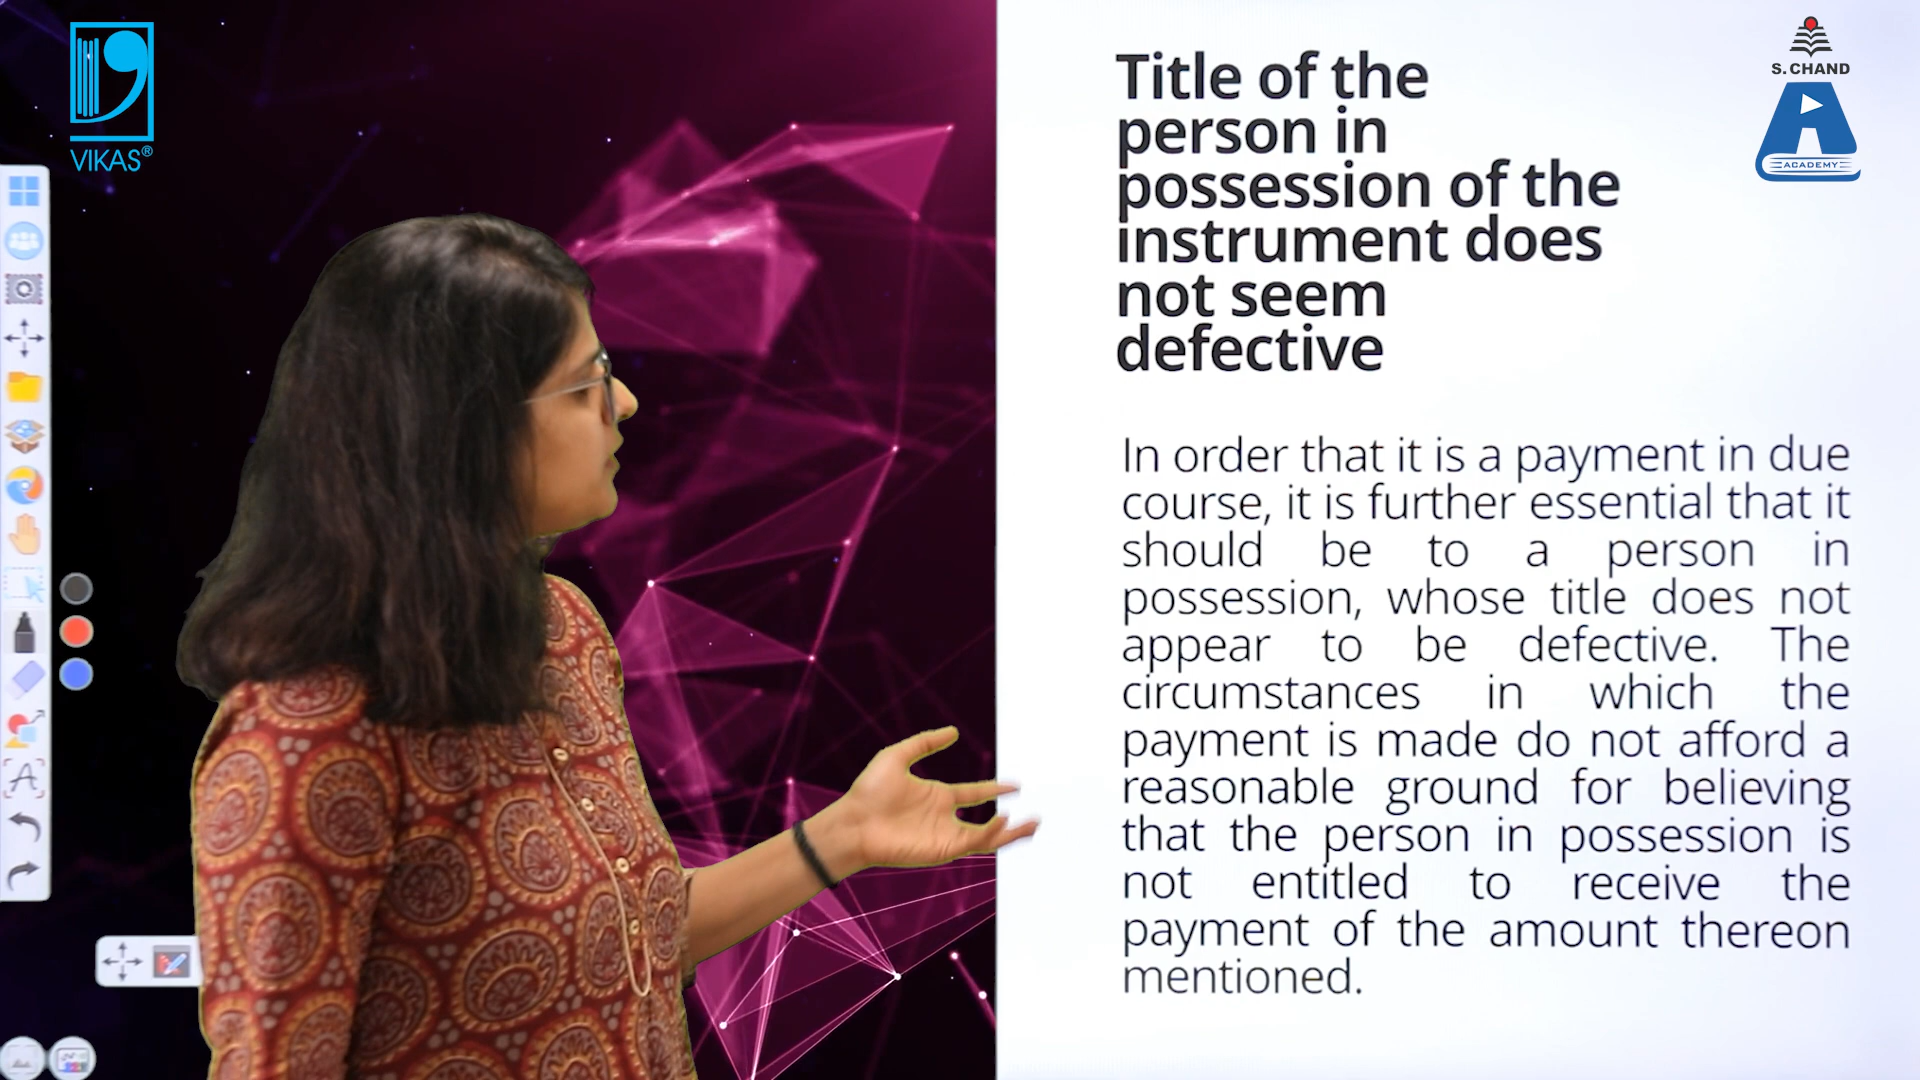 VIKAS®
S. CHAND
ACADEMY
Title of the
person in
possession of the
instrument does
not seem
defective
In order that it is a payment in due
course, it is further essential that it
should be to a person in
possession, whose title does not
appear to be defective. The
circumstances in which the
payment is made do not afford a
reasonable ground for believing
that the person in possession is
not entitled to receive the
payment of the amount thereon
mentioned.